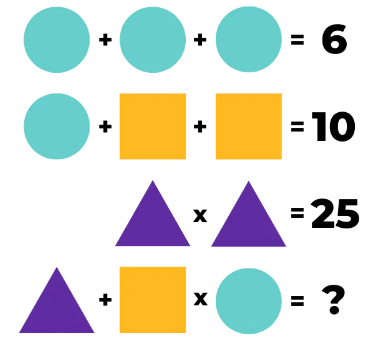 + + = 6
+ + = 10
x = 25
+ x = ?